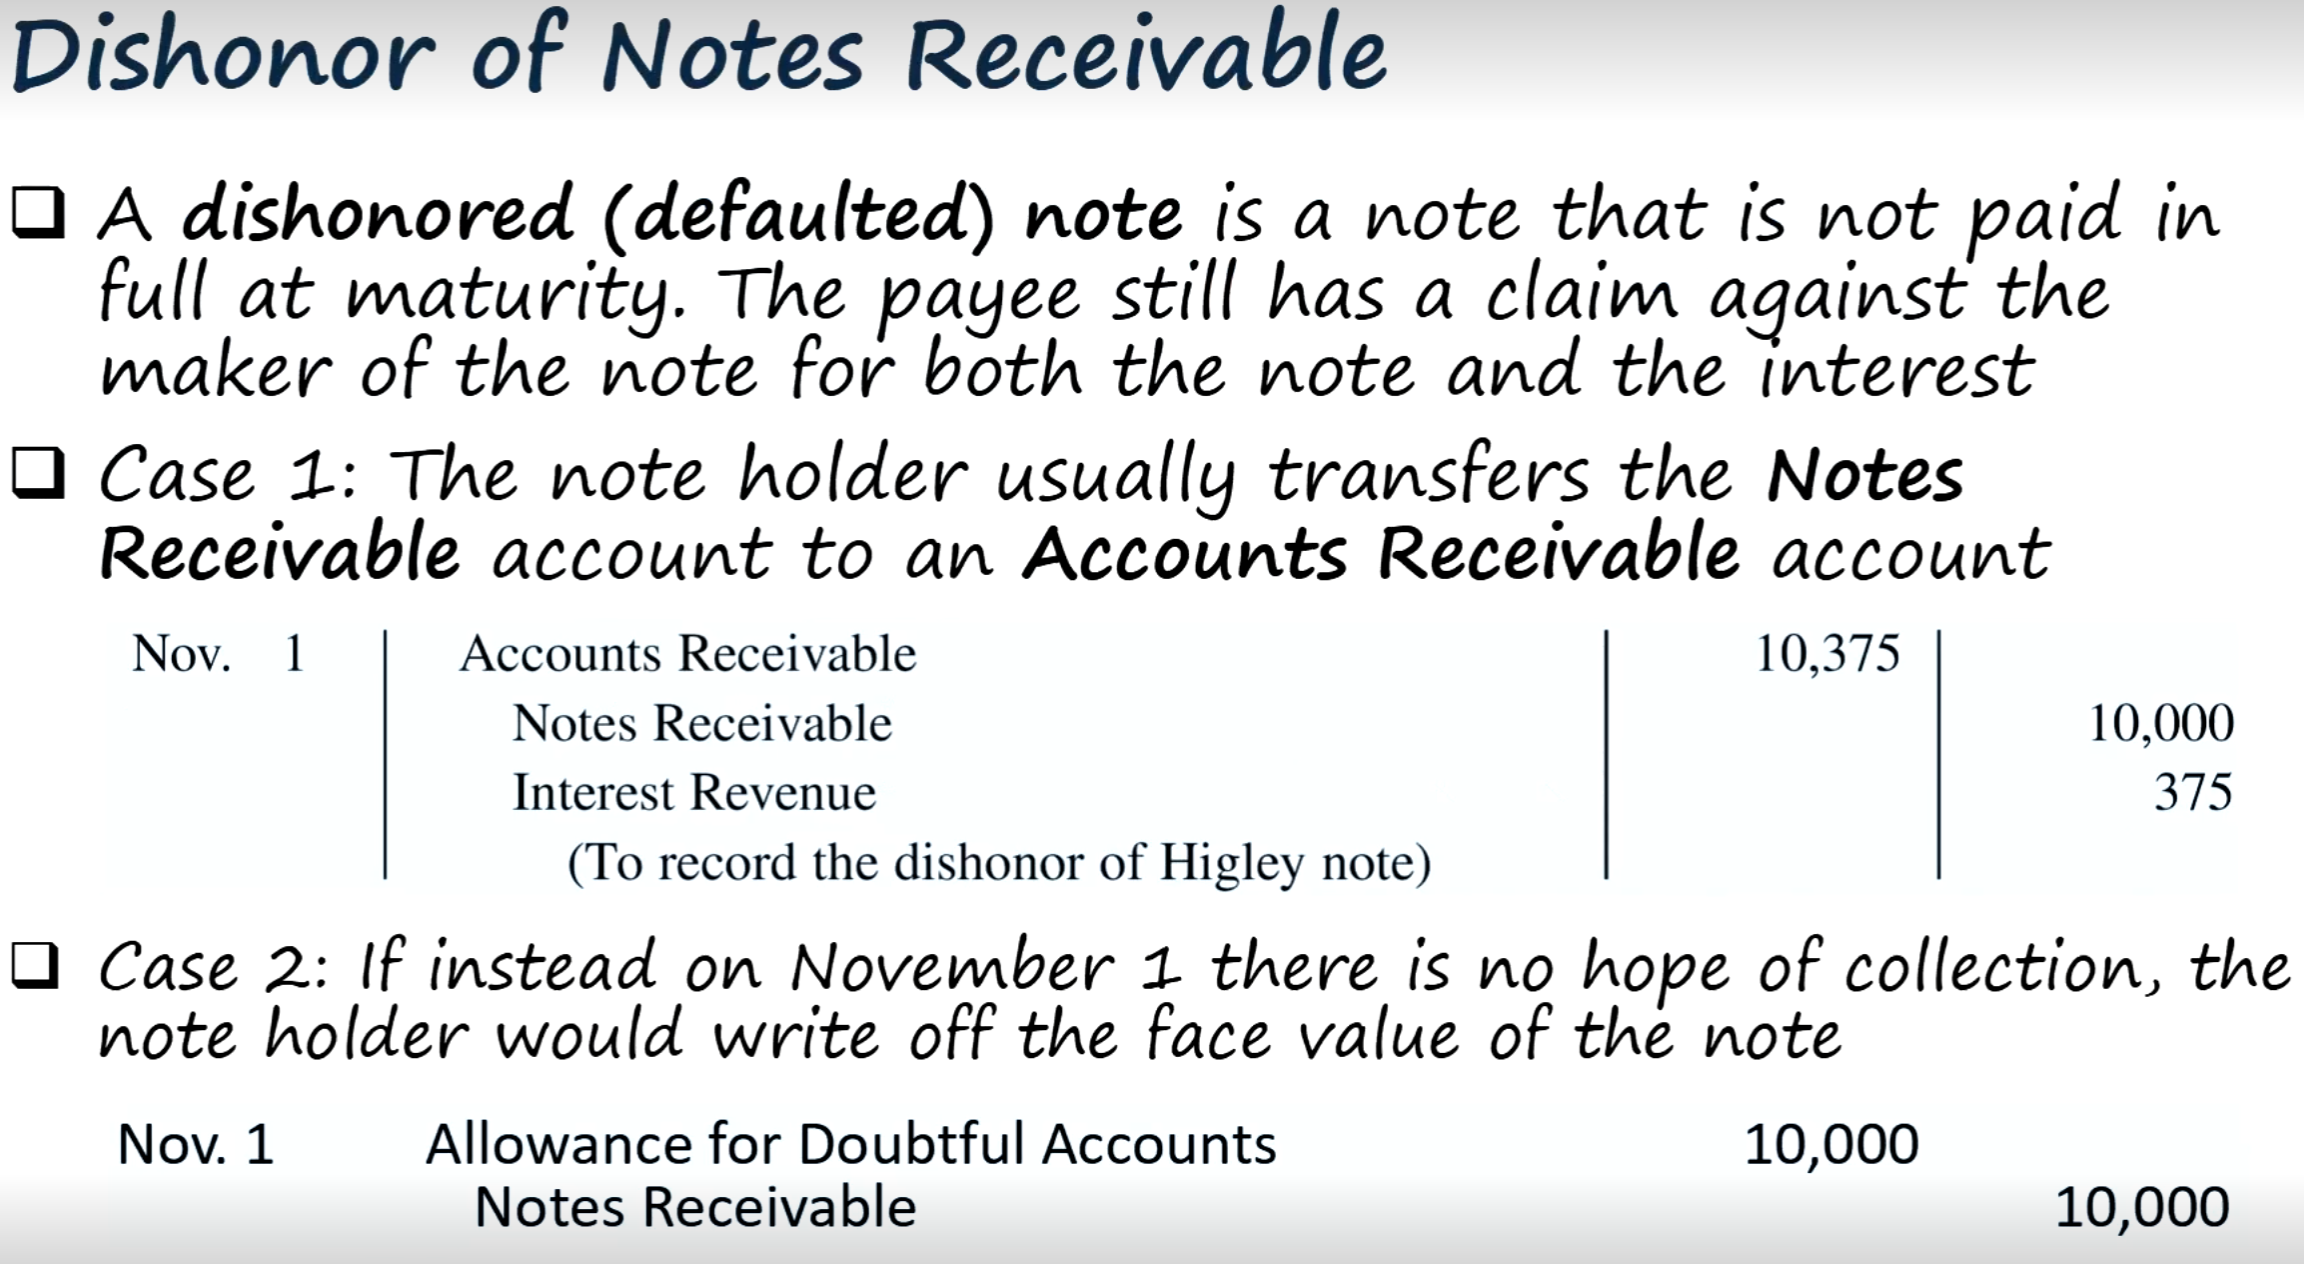 Dishonor of Notes Receivable
A dishonored (defaulted) note is a note that is not paid in
full at maturity. The payee still has a claim against the
maker of the note for both the note and the interest
Case 1: The note holder usually transfers the Notes
Receivable account to an Accounts Receivable account
Nov. 1 Accounts Receivable 10,375
Notes Receivable 10,000
Interest Revenue 375
(To record the dishonor of Higley note)
Case 2: If instead on November 1 there is no hope of collection, the
note holder would write off the face value of the note
Nov. 1 Allowance for Doubtful Accounts 10,000
Notes Receivable 10,000